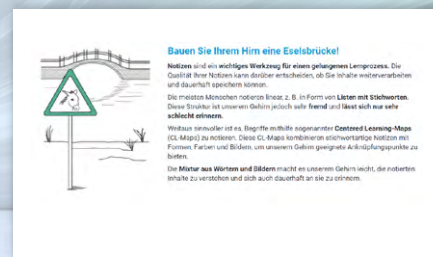 Bauen Sie Ihrem Hirn eine Eselsbrücke!
Notizen sind ein wichtiges Werkzeug für einen gelungenen Lernprozess. Die
Qualität Ihrer Notizen kann darüber entscheiden, ob Sie Inhalte weiterverarbeiten
und dauerhaft speichern können.
Die meisten Menschen notieren linear, z. B. in Form von Listen mit Stichworten.
Diese Struktur ist unserem Gehirn jedoch sehr fremd und lässt sich nur sehr
schlecht erinnern.
Weitaus sinnvoller ist es, Begriffe mithilfe sogenannter Centered Learning-Maps
(CL-Maps) zu notieren. Diese CL-Maps kombinieren stichwortartige Notizen mit
Formen, Farben und Bildern, um unserem Gehirn geeignete Anknüpfungspunkte zu
bieten.
Die Mixtur aus Wörtern und Bildern macht es unserem Gehirn leicht, die notierten
Inhalte zu verstehen und sich auch dauerhaft an sie zu erinnern.